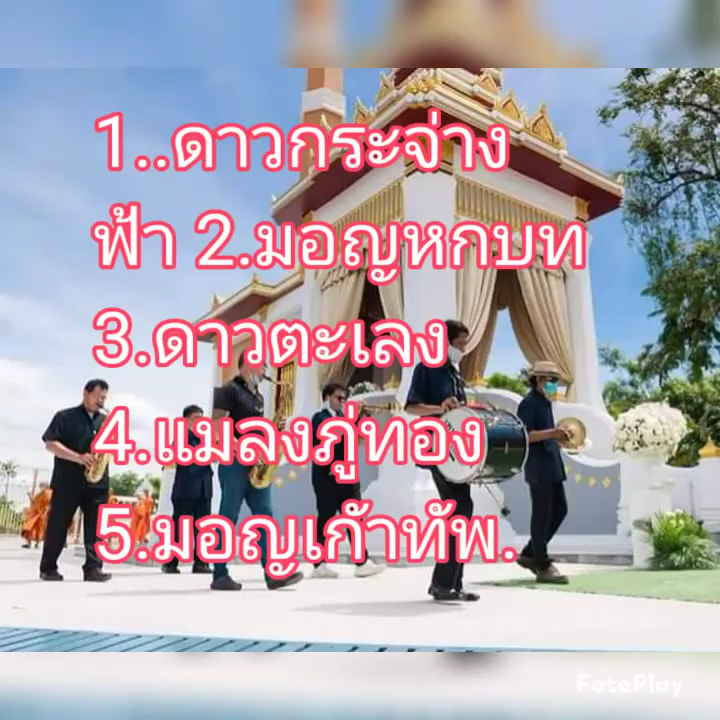 1..ดาวกระจ่าง
ฟ้า 2.มอญหกบท
3.ดาวตะเลง
4.แมลงภู่ทอง
5.มอญเก้าทัพ.
FotoPlay